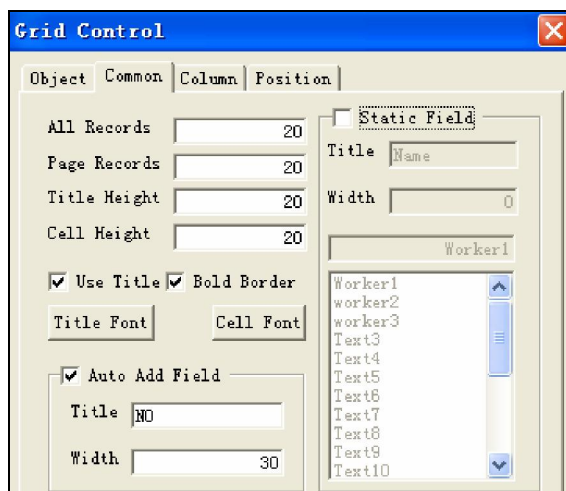 Grid Control
Object Common Column Position
All Records 20
Page Records 20
Title Height 20
Cell Height 20
Use Title Bold Border
Title Font Cell Font
Auto Add Field
Title NO
Width 30
Static Field
Title Name
Width 0
Worker1
Worker1
worker2
worker3
Text3
Text4
Text5
Text6
Text7
Text8
Text9
Text10